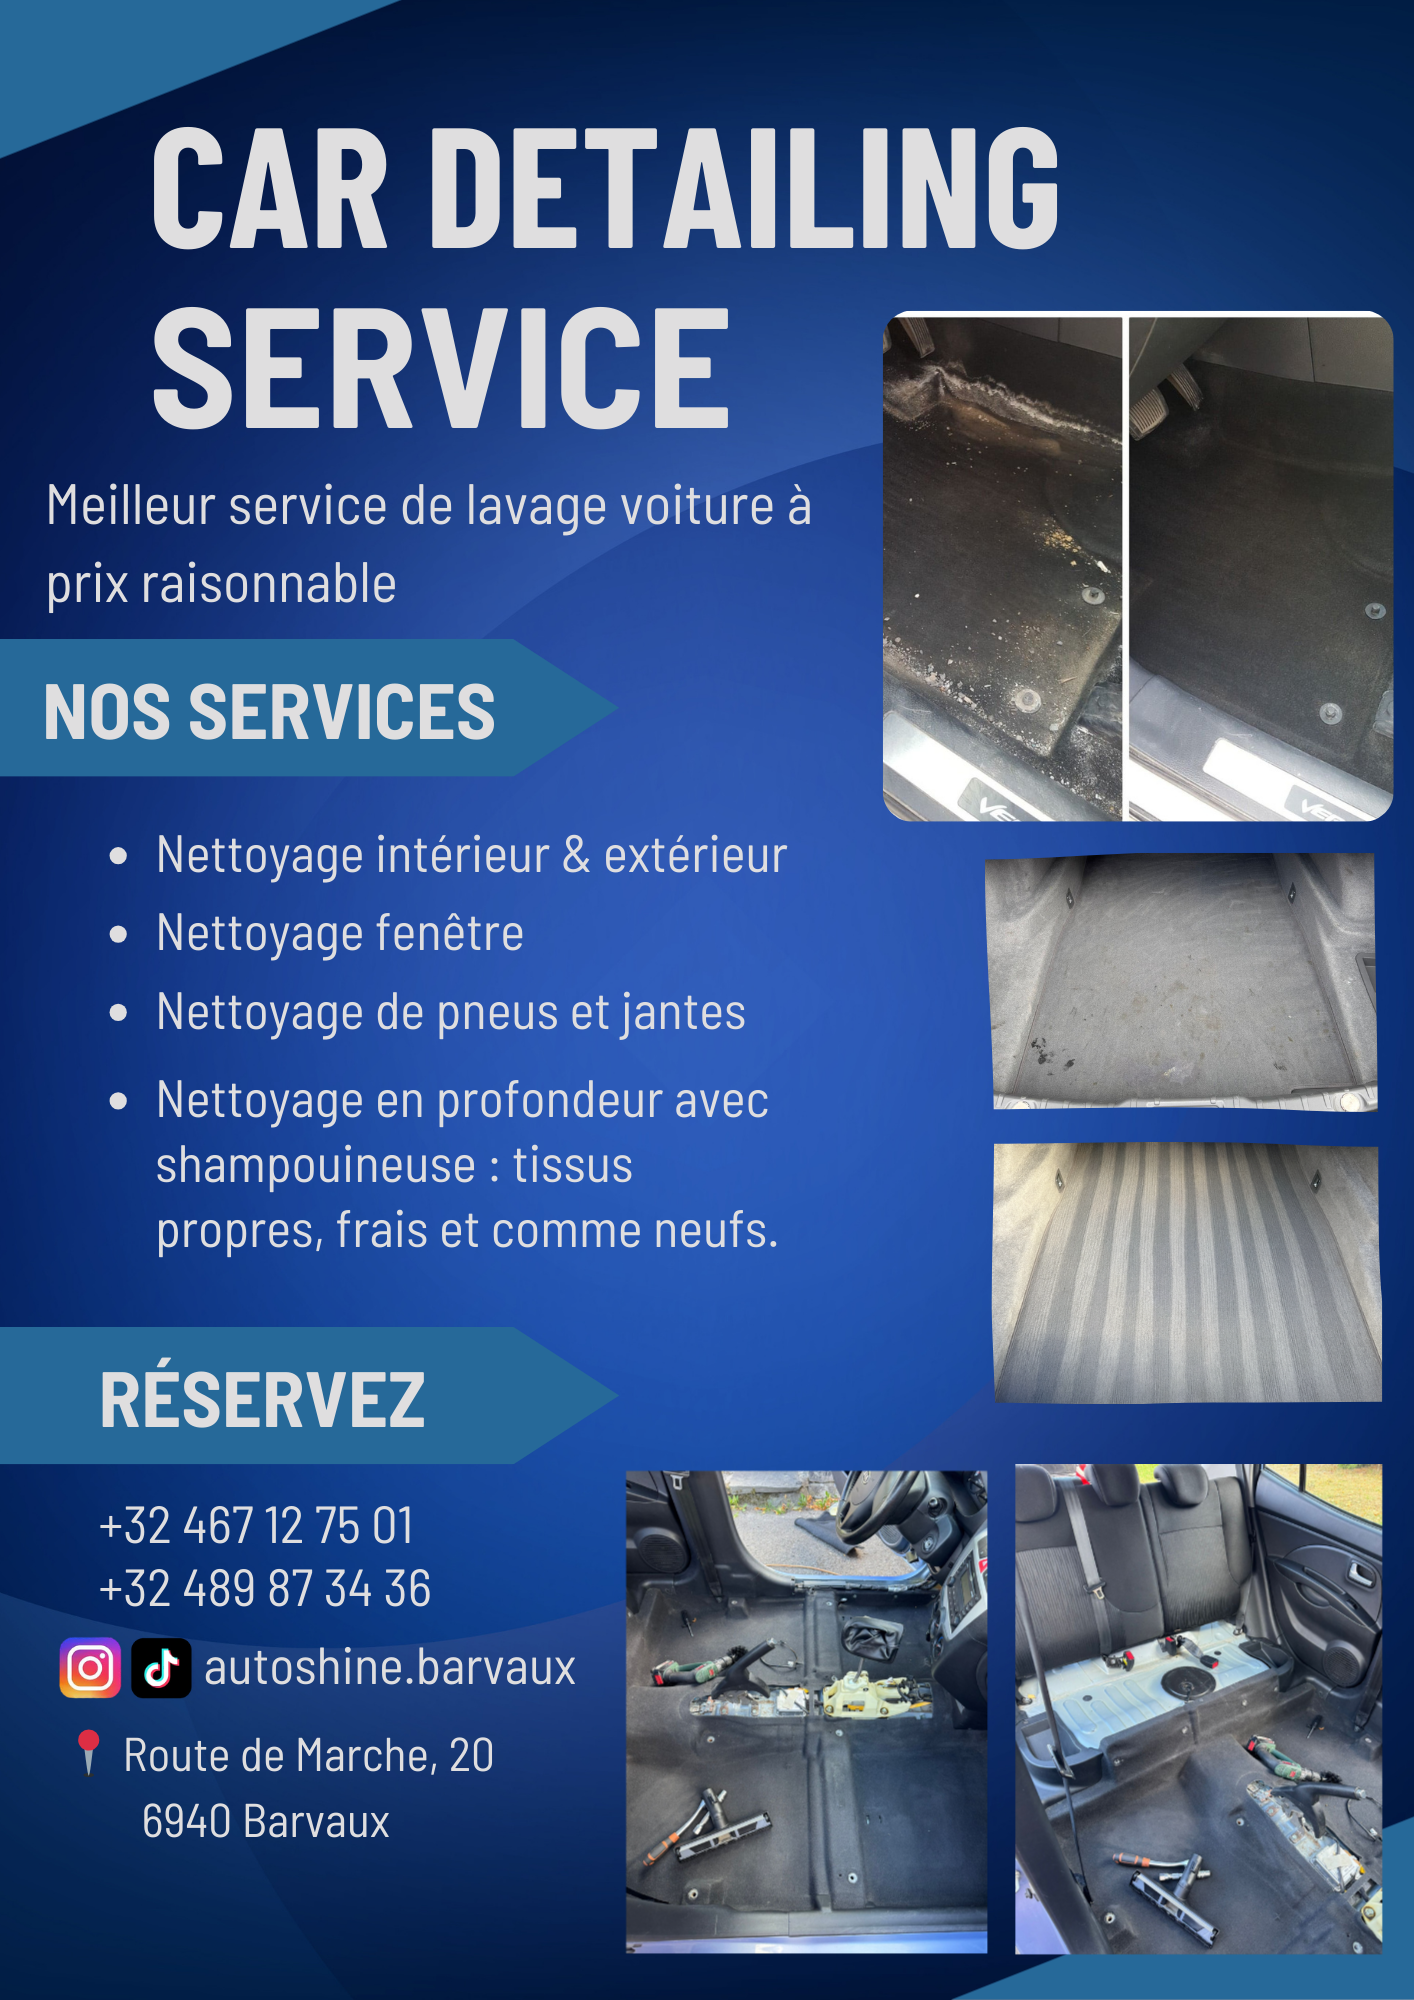 CAR DETAILING
SERVICE
Meilleur service de lavage voiture à
prix raisonnable
NOS SERVICES
• Nettoyage intérieur & extérieur
• Nettoyage fenêtre
• Nettoyage de pneus et jantes
• Nettoyage en profondeur avec
shampouineuse : tissus
propres, frais et comme neufs.
RÉSERVEZ
+32 467 12 75 01
+32 489 87 34 36
autoshine.barvaux
Route de Marche, 20
6940 Barvaux